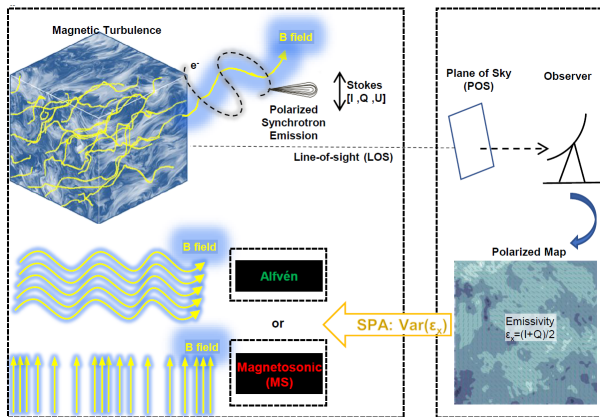 Magnetic Turbulence
B field
e-
Stokes
[I ,Q ,U]
Polarized
Synchrotron
Emission
Line-of-sight (LOS)
Plane of Sky
(POS)
Observer
Polarized Map
Emissivity
εx=(I+Q)/2
SPA: Var(εx)
B field
Alfvén
or
B field
Magnetosonic
(MS)